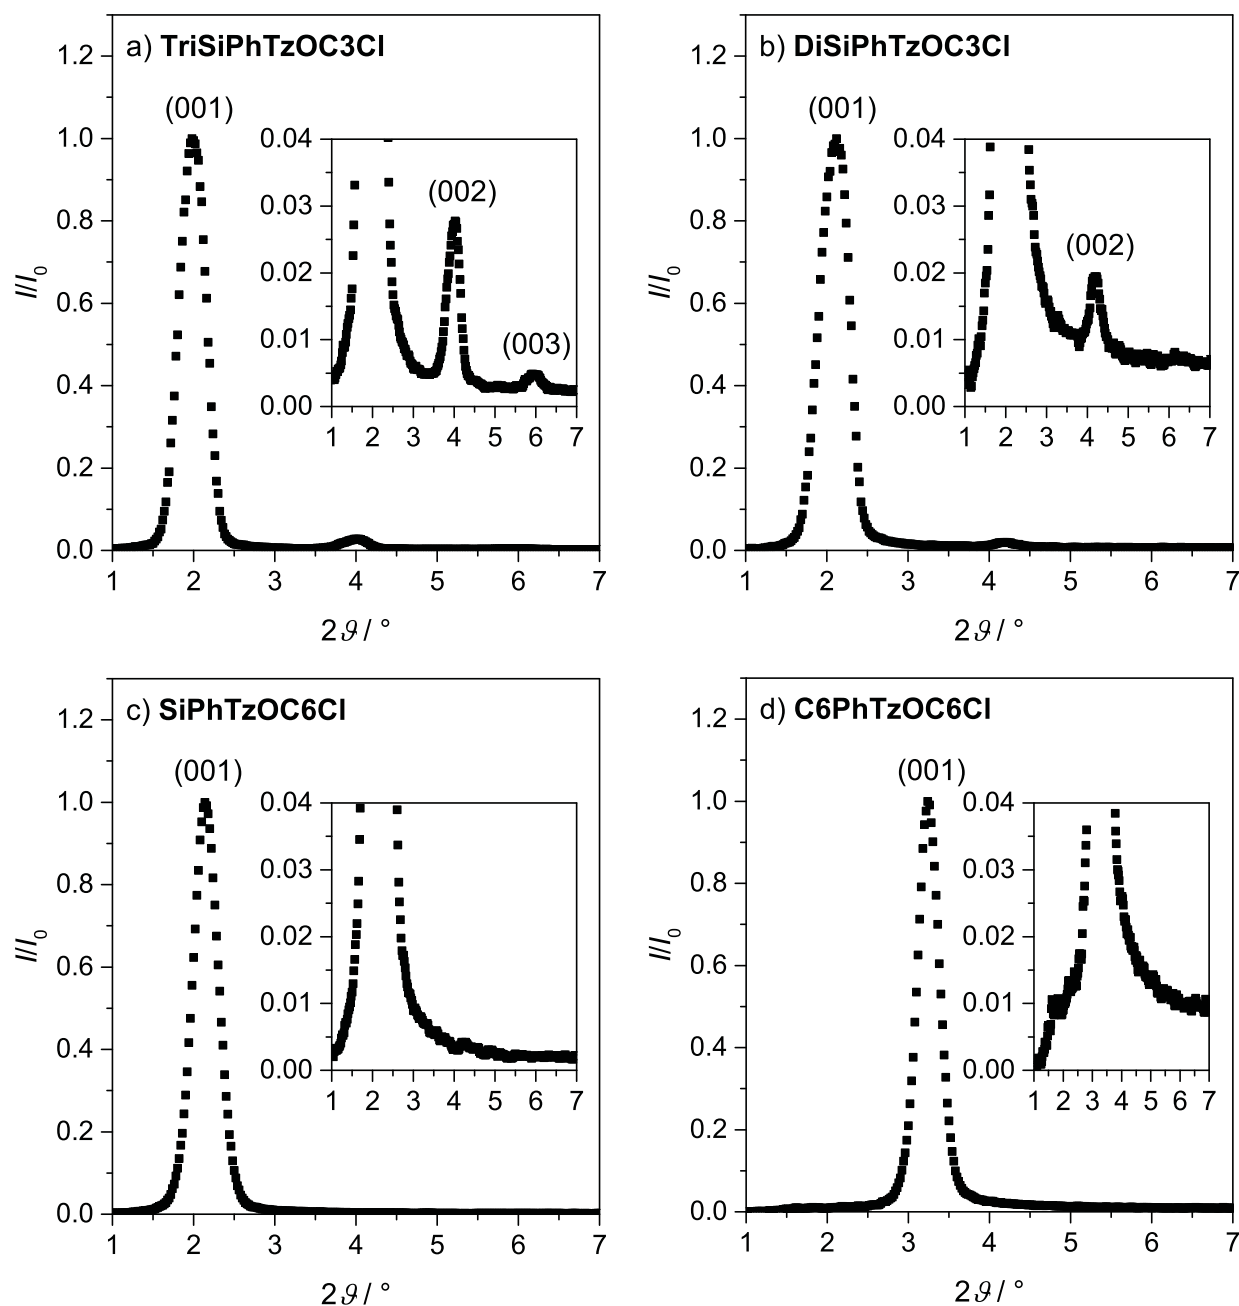 a) TriSiPhTzOC3Cl
(001)
1.2
1.0
0.8
0.6
0.4
0.2
0.0
I/I0
1 2 3 4 5 6 7
2ϑ / °
0.04
0.03
0.02
0.01
0.00
(002)
(003)
1 2 3 4 5 6 7
b) DiSiPhTzOC3Cl
(001)
1.2
1.0
0.8
0.6
0.4
0.2
0.0
I/I0
1 2 3 4 5 6 7
2ϑ / °
0.04
0.03
0.02
0.01
0.00
(002)
1 2 3 4 5 6 7
c) SiPhTzOC6Cl
(001)
1.2
1.0
0.8
0.6
0.4
0.2
0.0
I/I0
1 2 3 4 5 6 7
2ϑ / °
0.04
0.03
0.02
0.01
0.00
1 2 3 4 5 6 7
d) C6PhTzOC6Cl
(001)
1.2
1.0
0.8
0.6
0.4
0.2
0.0
I/I0
1 2 3 4 5 6 7
2ϑ / °
0.04
0.03
0.02
0.01
0.00
1 2 3 4 5 6 7